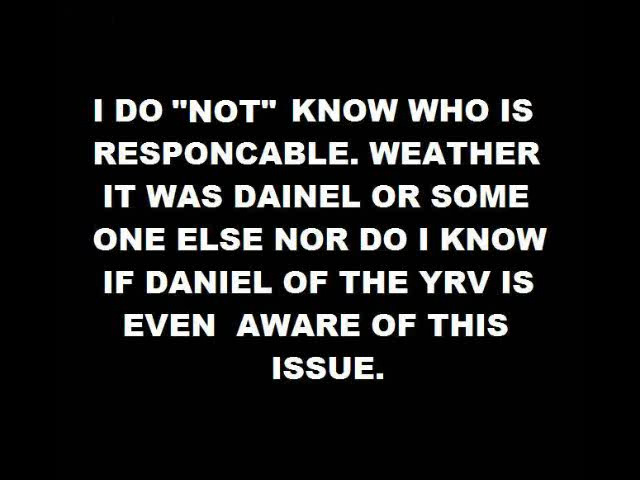 I DO "NOT" KNOW WHO IS
RESPONCABLE. WEATHER
IT WAS DAINEL OR SOME
ONE ELSE NOR DO I KNOW
IF DANIEL OF THE YRV IS
EVEN AWARE OF THIS
ISSUE.